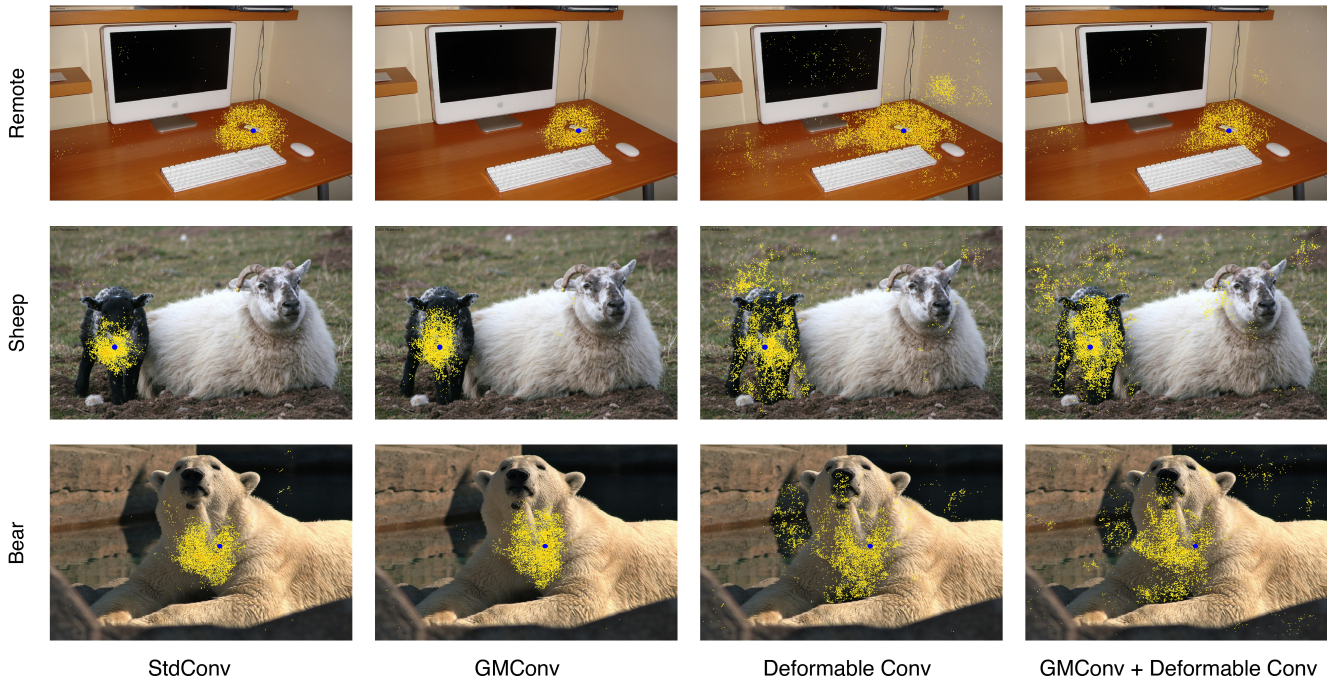 Remote
Sheep
Bear
StdConv
GMConv
Deformable Conv
GMConv + Deformable Conv